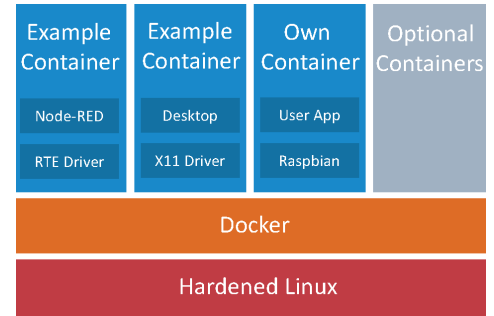 Example
Container
Node-RED
RTE Driver
Example
Container
Desktop
X11 Driver
Own
Container
User App
Raspbian
Optional
Containers
Docker
Hardened Linux